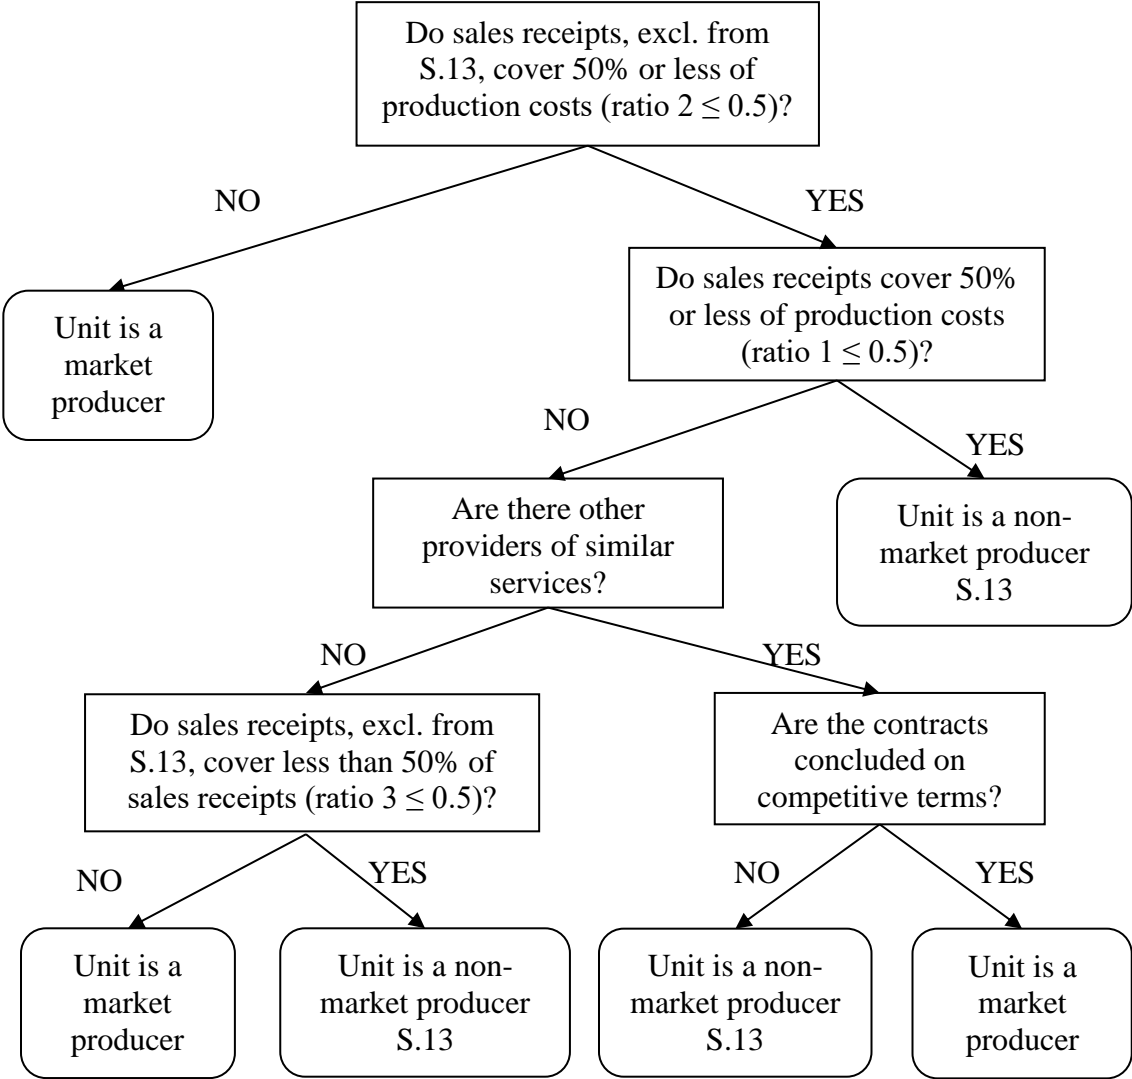 Do sales receipts, excl. from
S.13, cover 50% or less of
production costs (ratio 2 ≤ 0.5)?
NO
YES
Do sales receipts cover 50%
or less of production costs
(ratio 1 ≤ 0.5)?
Unit is a
market
producer
NO
YES
Are there other
providers of similar
services?
Unit is a non-
market producer
S.13
NO
YES
Do sales receipts, excl. from
S.13, cover less than 50% of
sales receipts (ratio 3 ≤ 0.5)?
Are the contracts
concluded on
competitive terms?
NO
YES
NO
YES
Unit is a
market
producer
Unit is a non-
market producer
S.13
Unit is a non-
market producer
S.13
Unit is a
market
producer